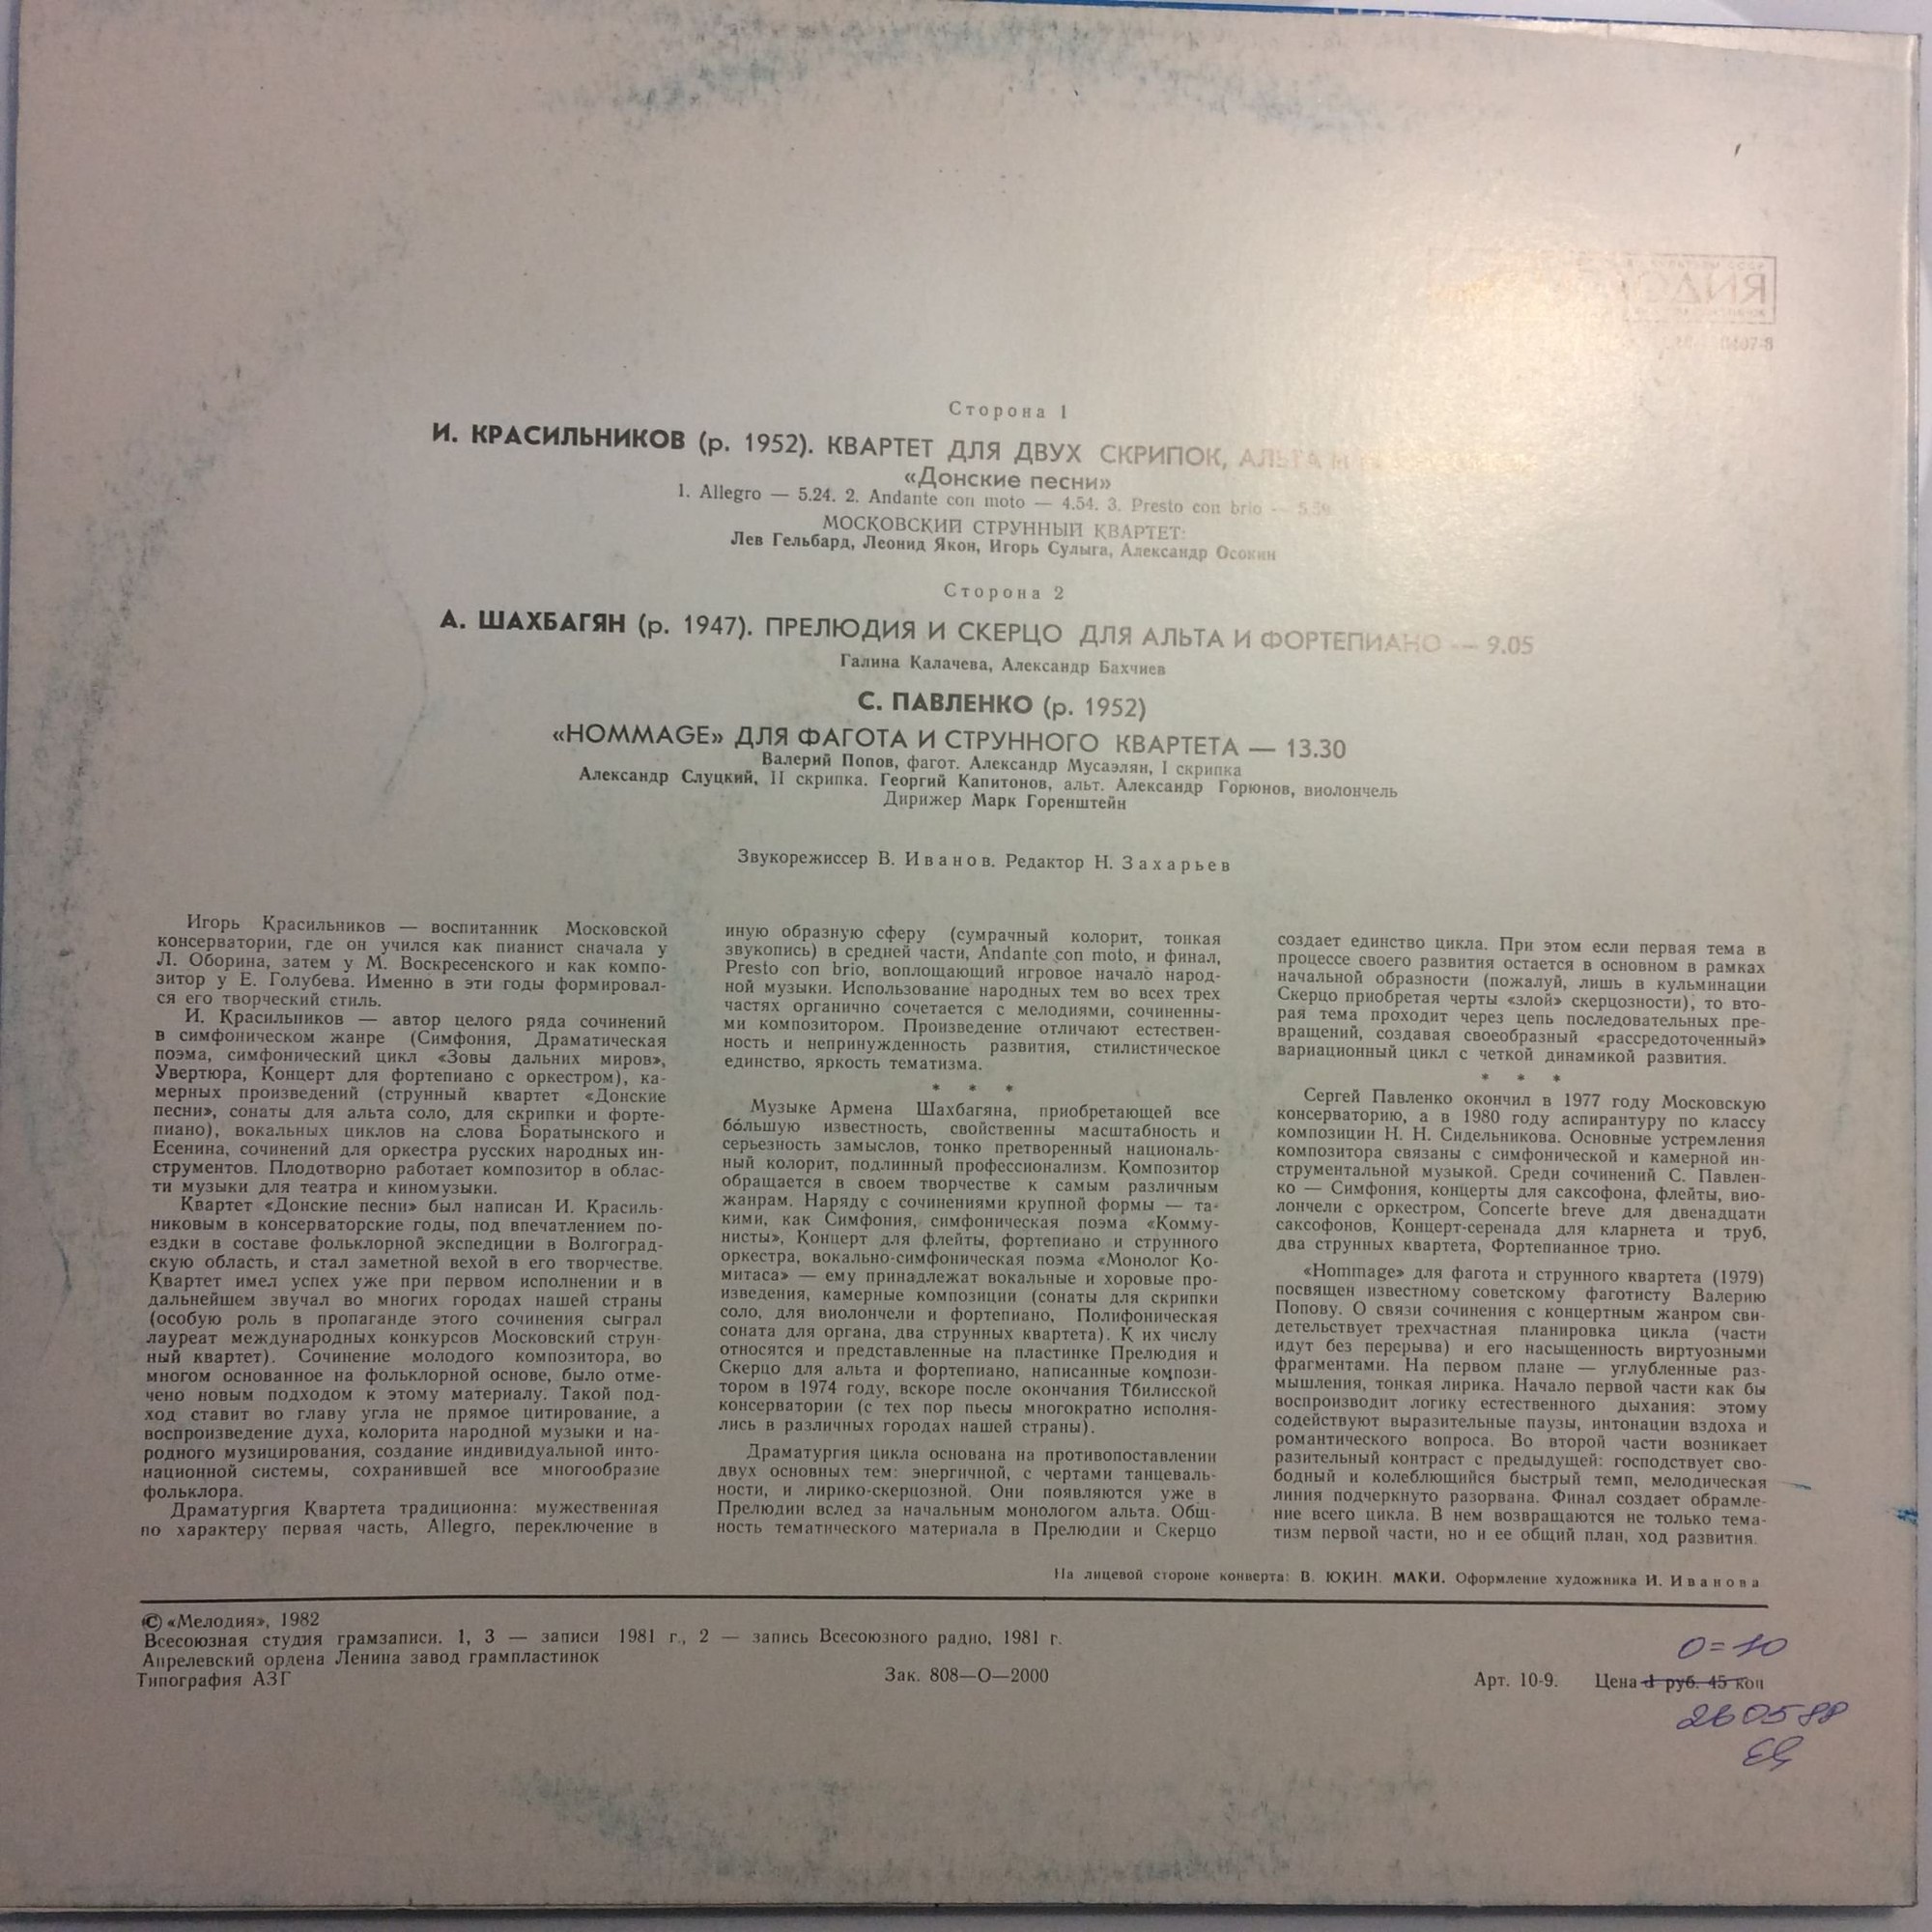 Сторона 1
И. КРАСИЛЬНИКОВ (р. 1952). КВАРТЕТ ДЛЯ ДВУХ СКРИПОК, АЛЬТА И
«Донские песни»
1. Allegro — 5.24. 2. Andante con moto — 4.54. 3. Presto con brio — 5.59
МОСКОВСКИЙ СТРУННЫЙ КВАРТЕТ:
Лев Гельбард, Леонид Якон, Игорь Сулыга, Александр Осокин
Сторона 2
А. ШАХБАГЯН (р. 1947). ПРЕЛЮДИЯ И СКЕРЦО ДЛЯ АЛЬТА И ФОРТЕПИАНО — 9.05
Галина Калачева, Александр Бахчиев
С. ПАВЛЕНКО (р. 1952)
«HOMMAGE» ДЛЯ ФАГОТА И СТРУННОГО КВАРТЕТА — 13.30
Валерий Попов, фагот. Александр Мусаэлян, I скрипка
Александр Слуцкий, II скрипка. Георгий Капитонов, альт. Александр Горюнов, виолончель
Дирижер Марк Горенштейн
Звукорежиссер В. Иванов. Редактор Н. Захарьев
Игорь Красильников — воспитанник Московской
консерватории, где он учился как пианист сначала у
Л. Оборина, затем у М. Воскресенского и как компо-
зитор у Е. Голубева. Именно в эти годы формировал-
ся его творческий стиль.
И. Красильников — автор целого ряда сочинений
в симфоническом жанре (Симфония, Драматическая
поэма, симфонический цикл «Зовы дальних миров»,
Увертюра, Концерт для фортепиано с оркестром), ка-
мерных произведений (струнный квартет «Донские
песни», сонаты для альта соло, для скрипки и форте-
пиано), вокальных циклов на слова Боратынского и
Есенина, сочинений для оркестра русских народных ин-
струментов. Плодотворно работает композитор в облас-
ти музыки для театра и киномузыки.
Квартет «Донские песни» был написан И. Красиль-
никовым в консерваторские годы, под впечатлением по-
ездки в составе фольклорной экспедиции в Волгоград-
скую область, и стал заметной вехой в его творчестве.
Квартет имел успех уже при первом исполнении и в
дальнейшем звучал во многих городах нашей страны
(особую роль в пропаганде этого сочинения сыграл
лауреат международных конкурсов Московский струн-
ный квартет). Сочинение молодого композитора, во
многом основанное на фольклорной основе, было отме-
чено новым подходом к этому материалу. Такой под-
ход ставит во главу угла не прямое цитирование, а
воспроизведение духа, колорита народной музыки и на-
родного музицирования, создание индивидуальной инто-
национной системы, сохранившей все многообразие
фольклора.
Драматургия Квартета традиционна: мужественная
по характеру первая часть, Allegro, переключение в
иную образную сферу (сумрачный колорит, тонкая
звукопись) в средней части, Andante con moto, и финал,
Presto con brio, воплощающий игровое начало народ-
ной музыки. Использование народных тем во всех трех
частях органично сочетается с мелодиями, сочиненны-
ми композитором. Произведение отличают естествен-
ность и непринужденность развития, стилистическое
единство, яркость тематизма.
* * *
Музыке Армена Шахбагяна, приобретающей все
бо́льшую известность, свойственны масштабность и
серьезность замыслов, тонко претворенный националь-
ный колорит, подлинный профессионализм. Композитор
обращается в своем творчестве к самым различным
жанрам. Наряду с сочинениями крупной формы — та-
кими, как Симфония, симфоническая поэма «Комму-
нисты», Концерт для флейты, фортепиано и струнного
оркестра, вокально-симфоническая поэма «Монолог Ко-
митаса» — ему принадлежат вокальные и хоровые про-
изведения, камерные композиции (сонаты для скрипки
соло, для виолончели и фортепиано, Полифоническая
соната для органа, два струнных квартета). К их числу
относятся и представленные на пластинке Прелюдия и
Скерцо для альта и фортепиано, написанные компози-
тором в 1974 году, вскоре после окончания Тбилисской
консерватории (с тех пор пьесы многократно исполня-
лись в различных городах нашей страны).
Драматургия цикла основана на противопоставлении
двух основных тем: энергичной, с чертами танцеваль-
ности, и лирико-скерцозной. Они появляются уже в
Прелюдии вслед за начальным монологом альта. Общ-
ность тематического материала в Прелюдии и Скерцо
создает единство цикла. При этом если первая тема в
процессе своего развития остается в основном в рамках
начальной образности (пожалуй, лишь в кульминации
Скерцо приобретая черты «злой» скерцозности), то вто-
рая тема проходит через цепь последовательных пре-
вращений, создавая своеобразный «рассредоточенный»
вариационный цикл с четкой динамикой развития.
* * *
Сергей Павленко окончил в 1977 году Московскую
консерваторию, а в 1980 году аспирантуру по классу
композиции Н. Н. Сидельникова. Основные устремления
композитора связаны с симфонической и камерной ин-
струментальной музыкой. Среди сочинений С. Павлен-
ко — Симфония, концерты для саксофона, флейты, вио-
лончели с оркестром, Concerte breve для двенадцати
саксофонов, Концерт-серенада для кларнета и труб,
два струнных квартета, Фортепианное трио.
«Hommage» для фагота и струнного квартета (1979)
посвящен известному советскому фаготисту Валерию
Попову. О связи сочинения с концертным жанром сви-
детельствует трехчастная планировка цикла (части
идут без перерыва) и его насыщенность виртуозными
фрагментами. На первом плане — углубленные раз-
мышления, тонкая лирика. Начало первой части как бы
воспроизводит логику естественного дыхания: этому
содействуют выразительные паузы, интонации вздоха и
романтического вопроса. Во второй части возникает
разительный контраст с предыдущей: господствует сво-
бодный и колеблющийся быстрый темп, мелодическая
линия подчеркнуто разорвана. Финал создает обрамле-
ние всего цикла. В нем возвращаются не только тема-
тизм первой части, но и ее общий план, ход развития.
На лицевой стороне конверта: В. ЮКИН. МАКИ. Оформление художника И. Иванова
© «Мелодия», 1982
Всесоюзная студия грамзаписи. 1, 3 — записи 1981 г., 2 — запись Всесоюзного радио, 1981 г.
Апрелевский ордена Ленина завод грампластинок
Типография АЗГ
Зак. 808—О—2000
Арт. 10-9. Цена 1 руб. 45 коп
0=10
260588